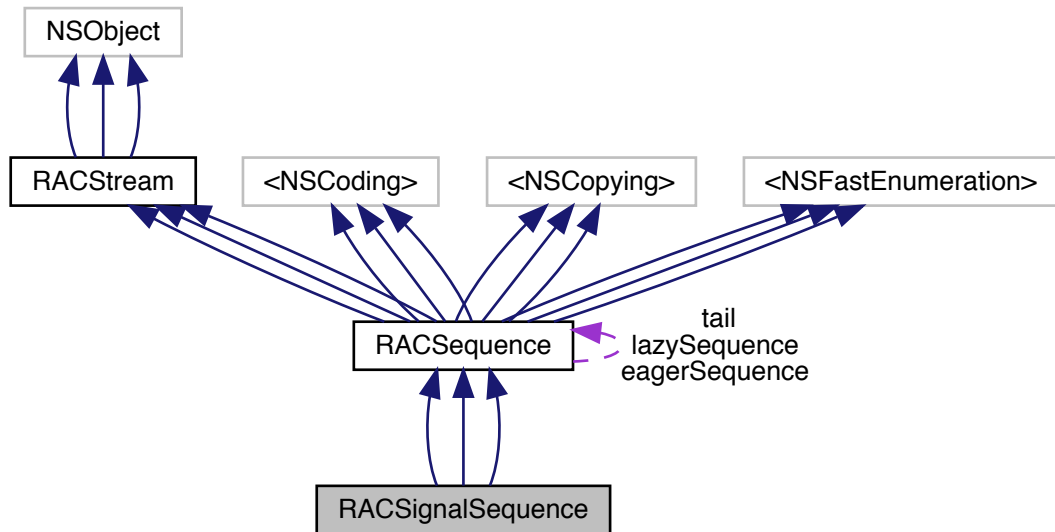 NSObject
RACStream
<NSCoding>
<NSCopying>
<NSFastEnumeration>
RACSequence
tail
lazySequence
eagerSequence
RACSignalSequence